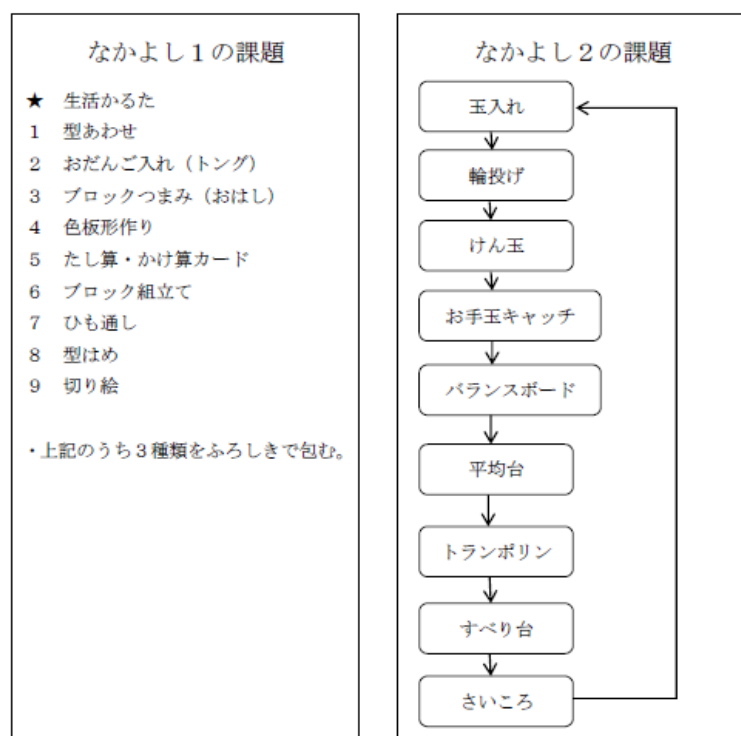 なかよし１の課題
★ 生活かるた
1 型あわせ
2 おだんご入れ（トング）
3 ブロックつまみ（おはし）
4 色板形作り
5 たし算・かけ算カード
6 ブロック組立て
7 ひも通し
8 型はめ
9 切り絵
・上記のうち３種類をふろしきで包む。
なかよし２の課題
玉入れ
輪投げ
けん玉
お手玉キャッチ
バランスボード
平均台
トランポリン
すべり台
さいころ